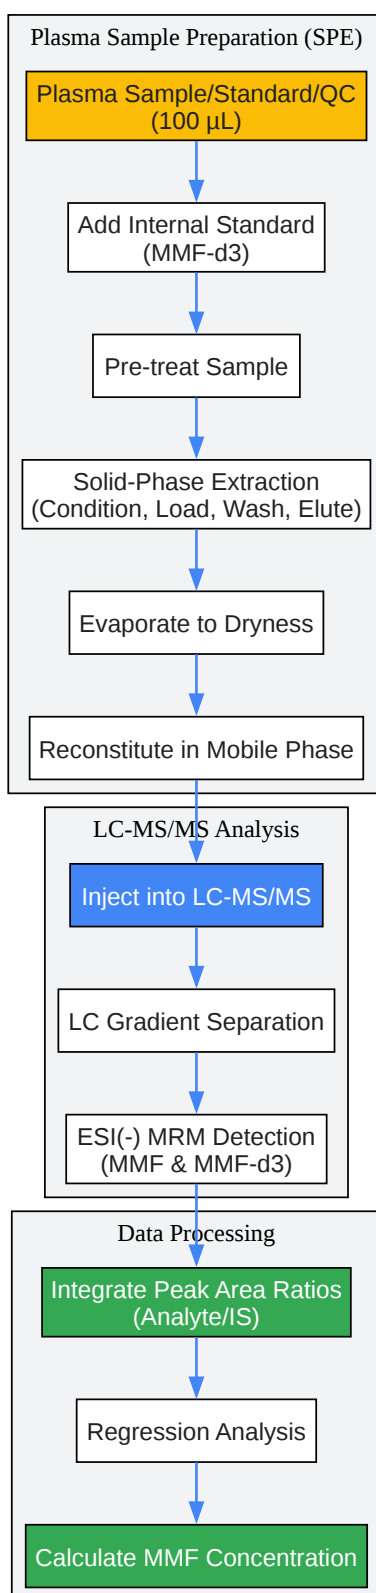 Plasma Sample Preparation (SPE)
Plasma Sample/Standard/QC
(100 µL)
Add Internal Standard
(MMF-d3)
Pre-treat Sample
Solid-Phase Extraction
(Condition, Load, Wash, Elute)
Evaporate to Dryness
Reconstitute in Mobile Phase
LC-MS/MS Analysis
Inject into LC-MS/MS
LC Gradient Separation
ESI(-) MRM Detection
(MMF & MMF-d3)
Data Processing
Integrate Peak Area Ratios
(Analyte/IS)
Regression Analysis
Calculate MMF Concentration